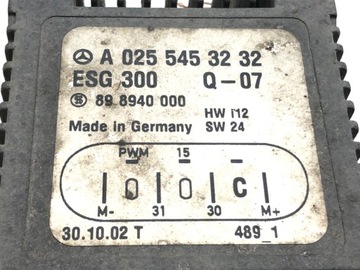 A 025 545 32 32
ESG 300 Q-07
89 8940 000
HW M12
Made in Germany SW 24
PWM 15
C
M- 31 30 M+
30.10.02 T 489_1